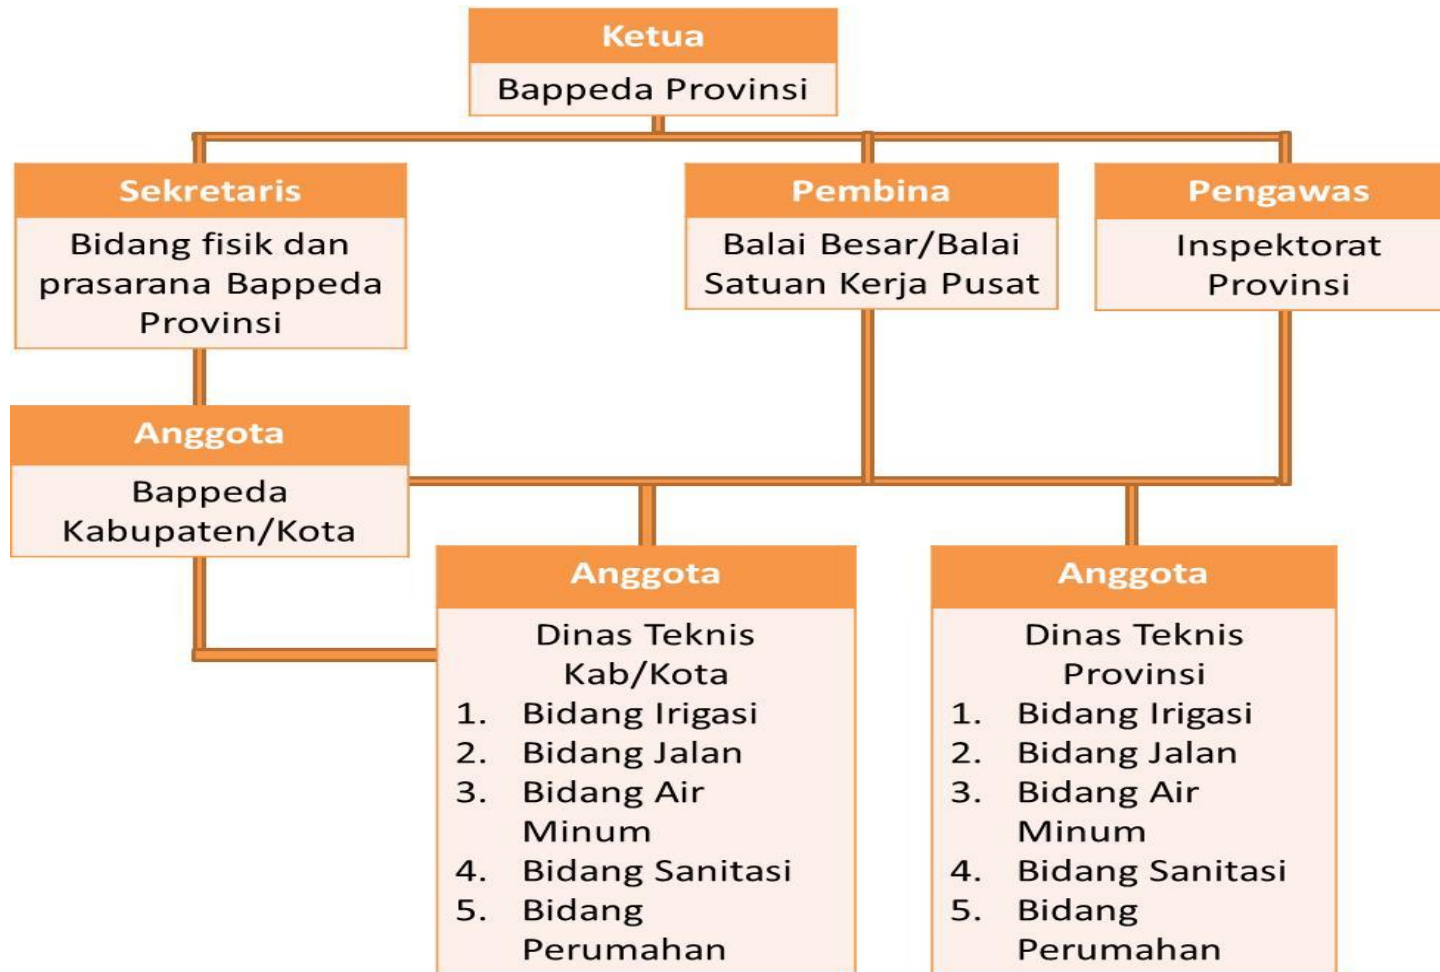 Ketua
Bappeda Provinsi
Sekretaris
Bidang fisik dan
prasarana Bappeda
Provinsi
Pembina
Balai Besar/Balai
Satuan Kerja Pusat
Pengawas
Inspektorat
Provinsi
Anggota
Bappeda
Kabupaten/Kota
Anggota
Dinas Teknis
Kab/Kota
1. Bidang Irigasi
2. Bidang Jalan
3. Bidang Air
Minum
4. Bidang Sanitasi
5. Bidang
Perumahan
Anggota
Dinas Teknis
Provinsi
1. Bidang Irigasi
2. Bidang Jalan
3. Bidang Air
Minum
4. Bidang Sanitasi
5. Bidang
Perumahan